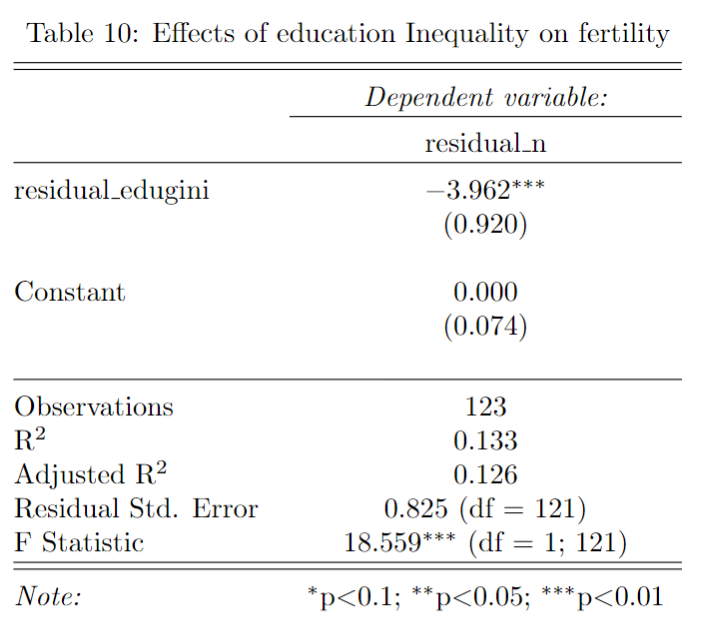 Table 10: Effects of education Inequality on fertility
Dependent variable:
residual_n
residual_edugini −3.962***
(0.920)
Constant 0.000
(0.074)
Observations 123
R² 0.133
Adjusted R² 0.126
Residual Std. Error 0.825 (df = 121)
F Statistic 18.559*** (df = 1; 121)
Note: *p<0.1; **p<0.05; ***p<0.01